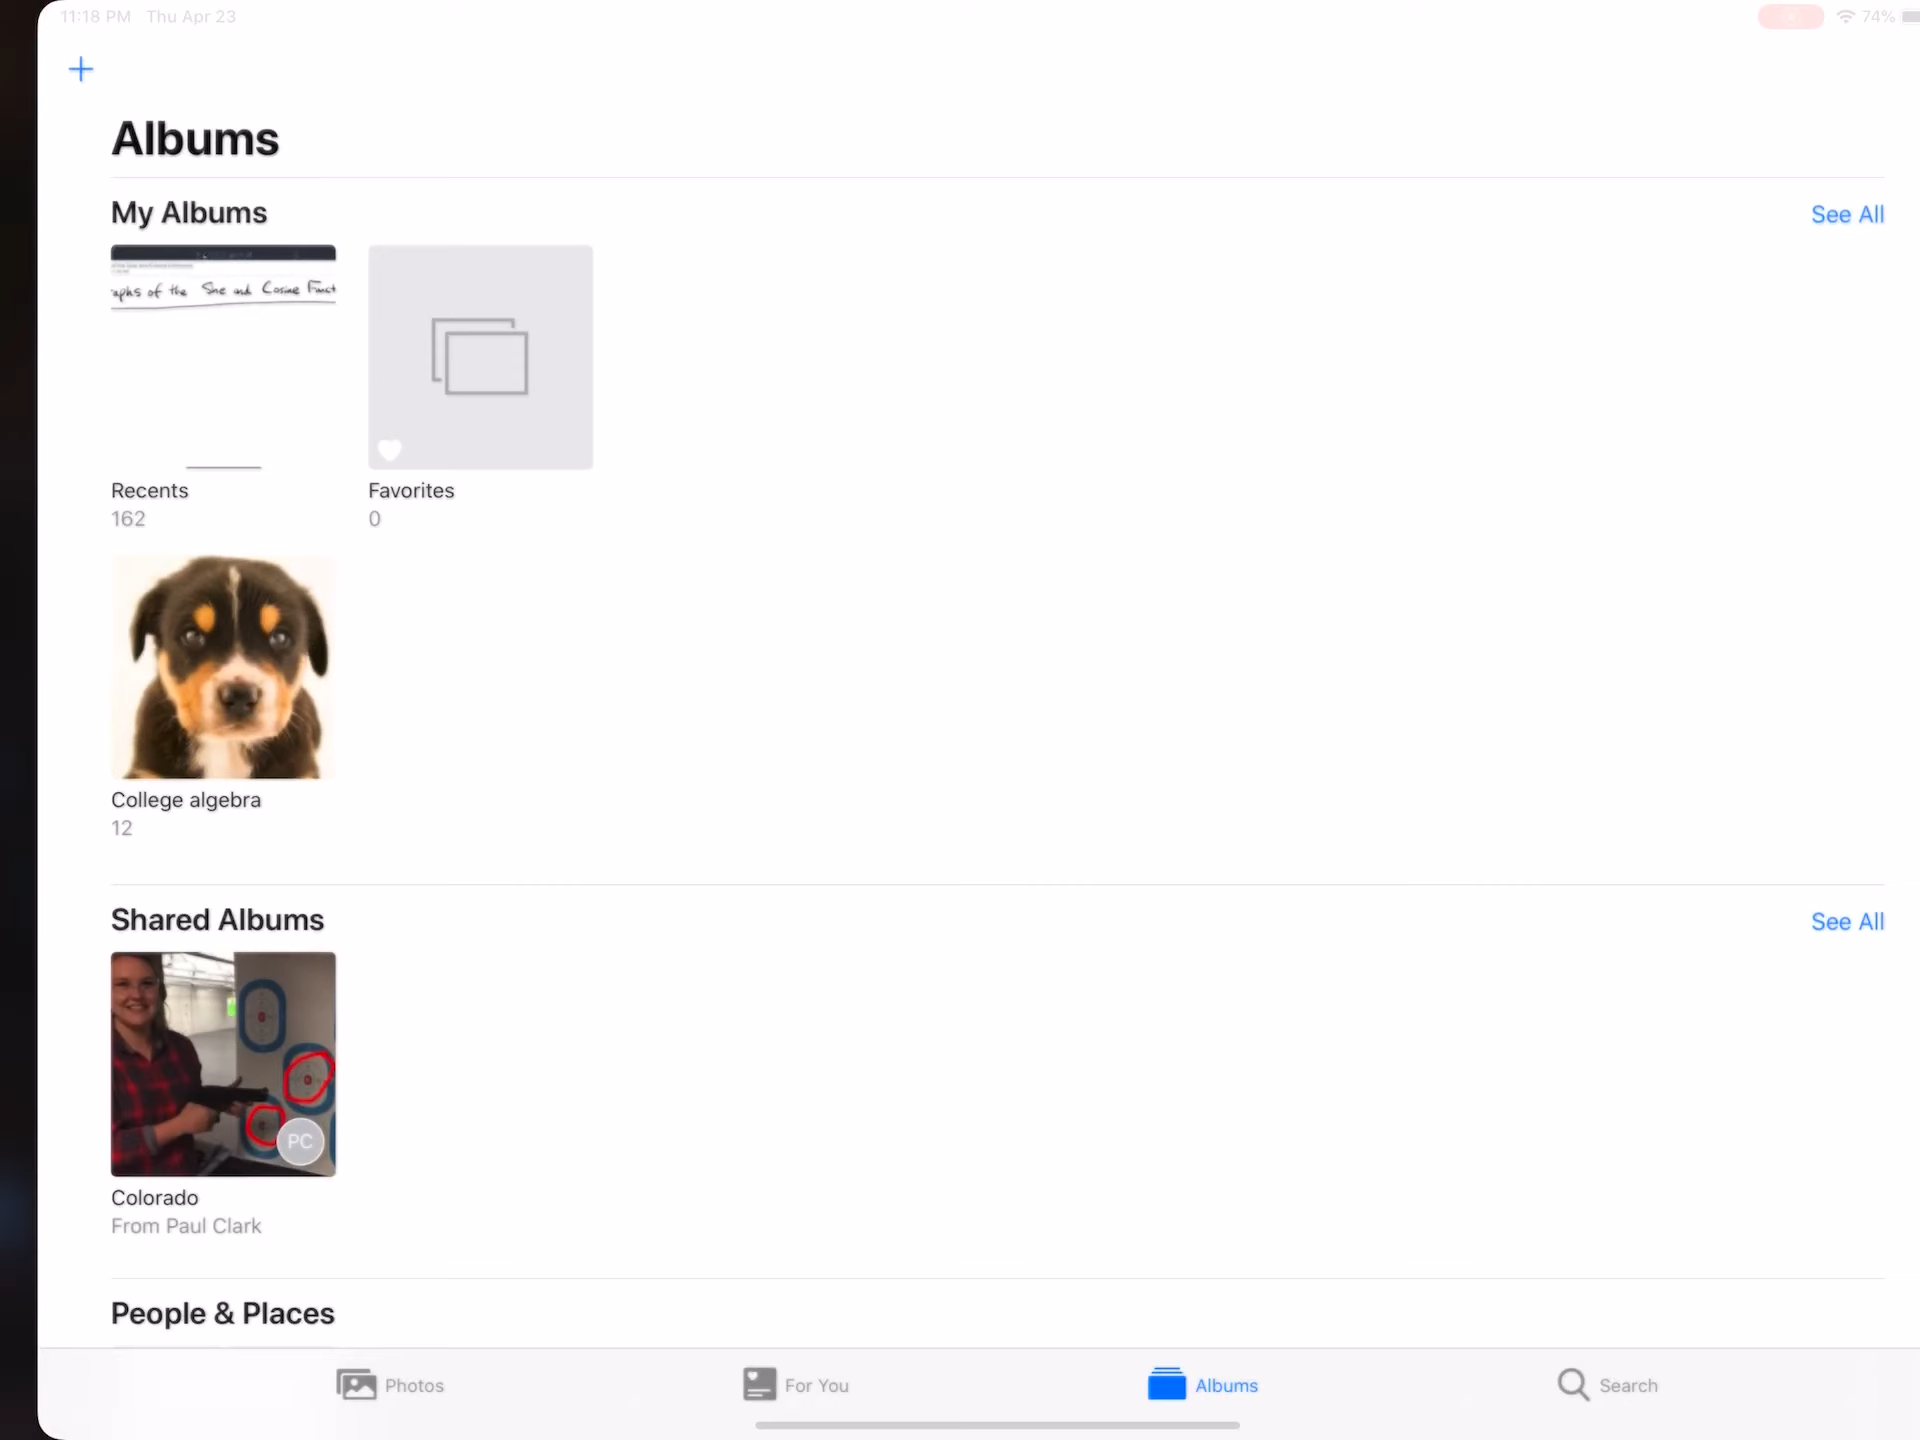 11:18 PM Thu Apr 23
74%
Albums
My Albums
See All
aphs of the Sine and Cosine Funct
Recents
162
Favorites
0
College algebra
12
Shared Albums
See All
PC
Colorado
From Paul Clark
People & Places
Photos
For You
Albums
Search